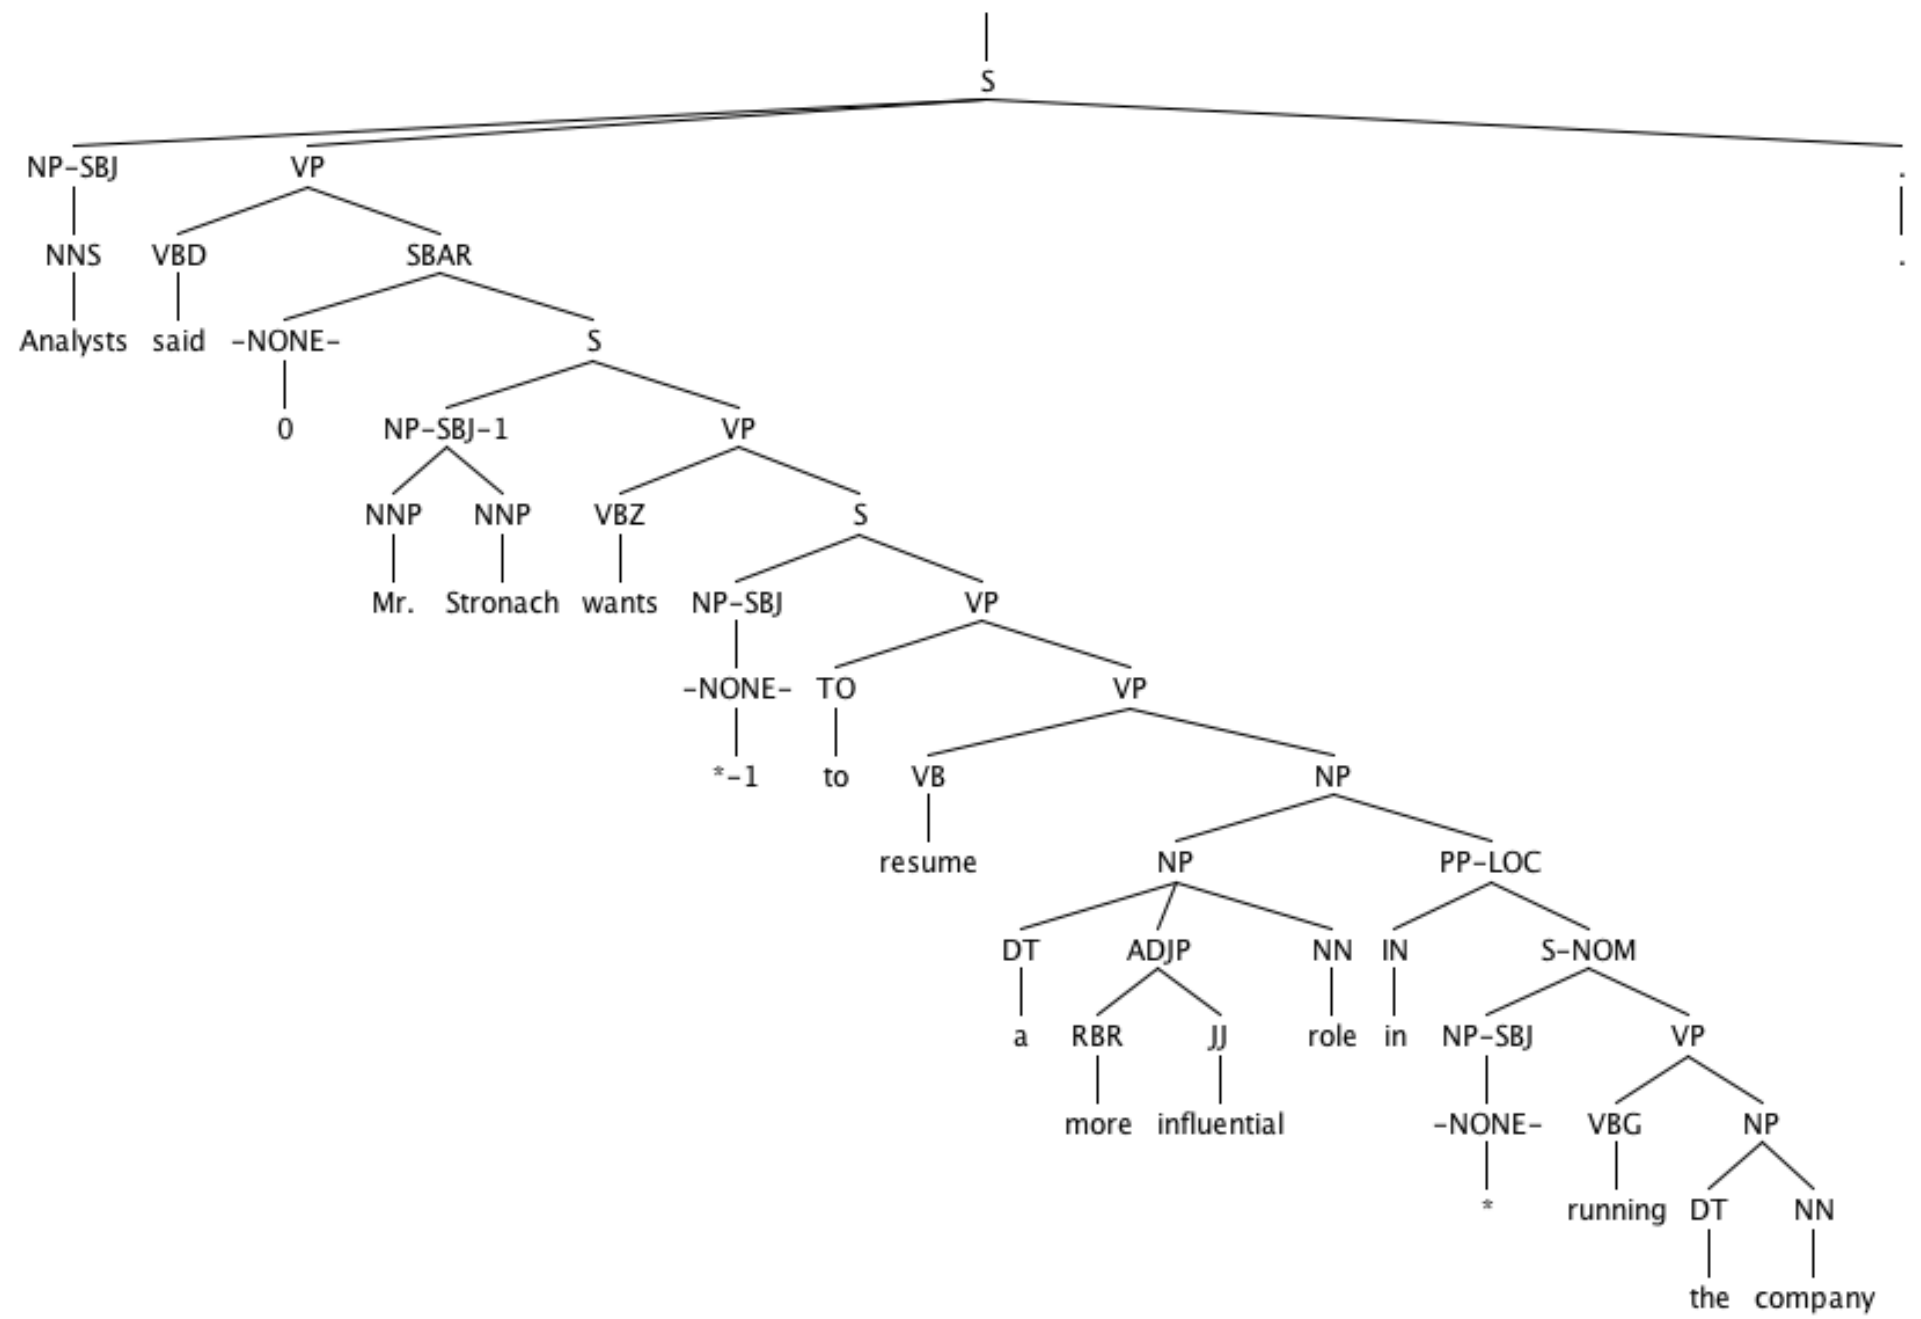 S
NP-SBJ VP .
NNS VBD SBAR .
Analysts said -NONE- S
0 NP-SBJ-1 VP
NNP NNP VBZ S
Mr. Stronach wants NP-SBJ VP
-NONE- TO VP
*-1 to VB NP
resume NP PP-LOC
DT ADJP NN IN S-NOM
a RBR JJ role in NP-SBJ VP
more influential -NONE- VBG NP
* running DT NN
the company